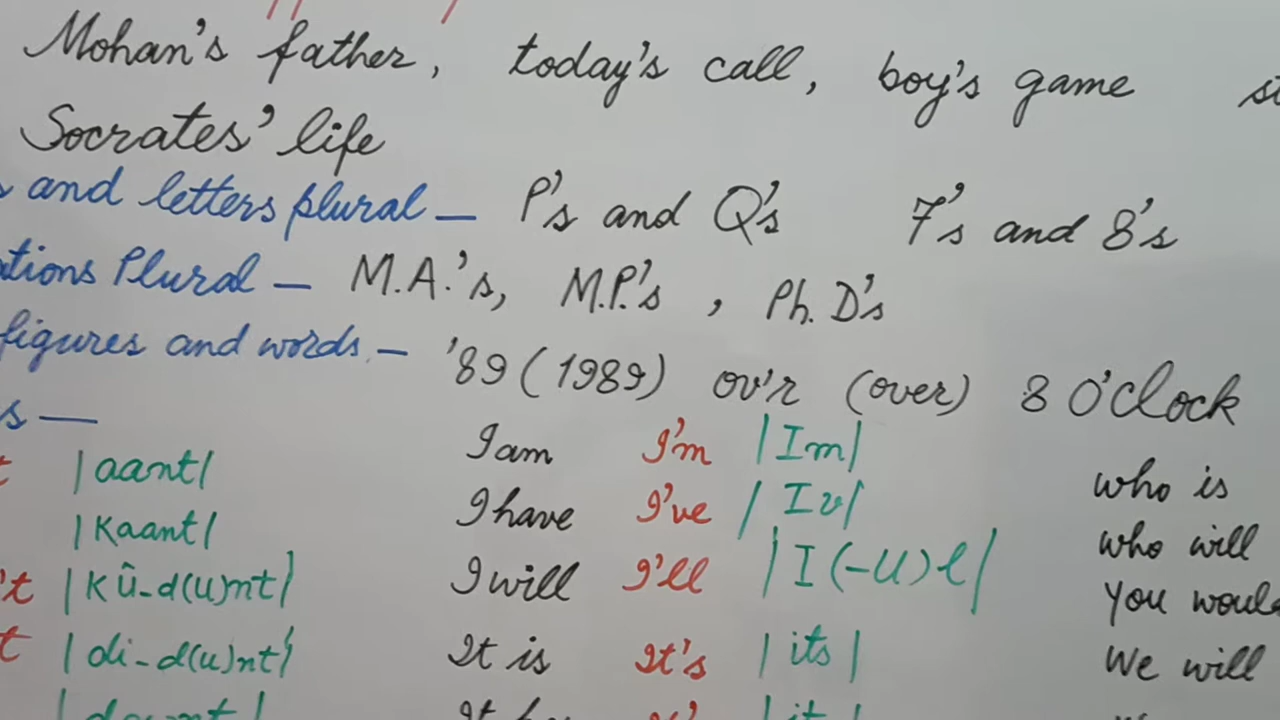 Mohan's father, today's call, boy's game
Socrates' life
and letters plural — P's and Q's 7's and 8's
Plural — M.A.'s, M.P.'s, Ph. D's
figures and words — '89 (1989) ov'r (over) 8 O'clock
|aant| I am I'm |Im| who is
|Kaant| I have I've |Iv| who will
|Kû-d(u)nt| I will I'll |I(-u)l| You would
|di-d(u)nt| It is It's |its| We will